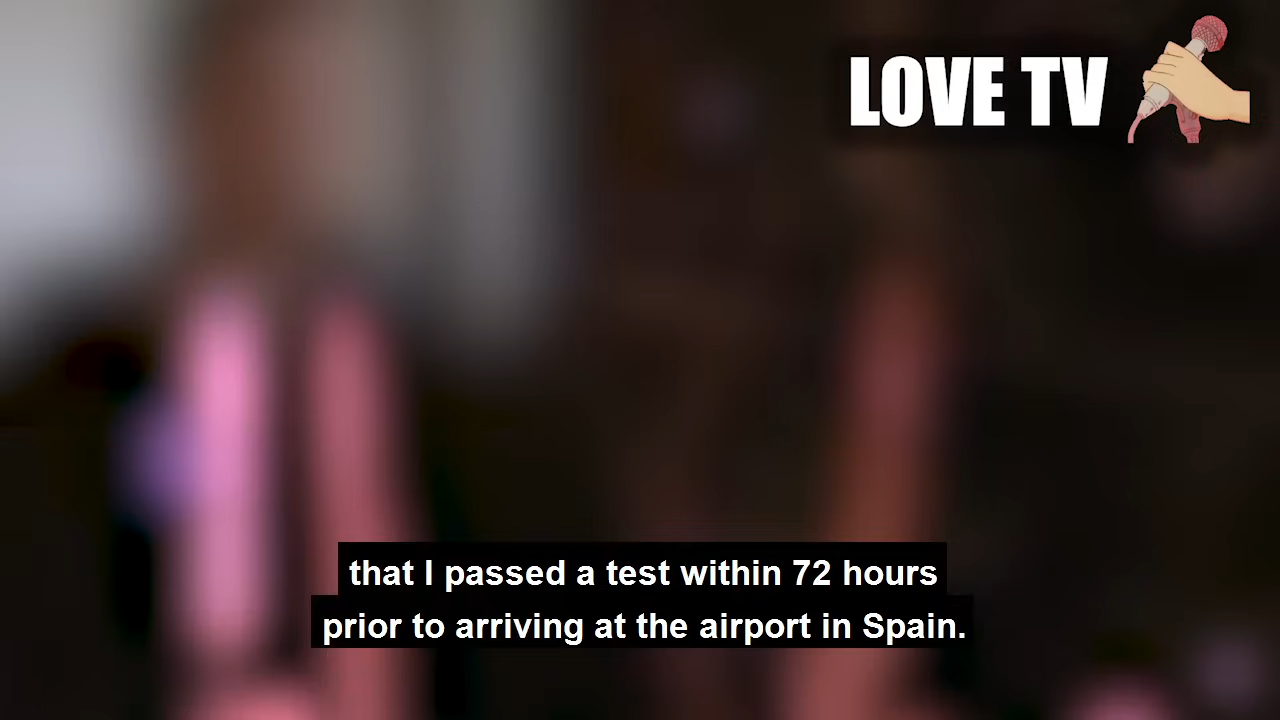 LOVE TV
that I passed a test within 72 hours
prior to arriving at the airport in Spain.